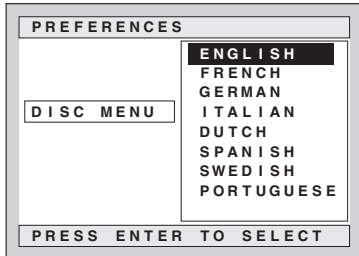 PREFERENCES
ENGLISH
FRENCH
GERMAN
DISC MENU
ITALIAN
DUTCH
SPANISH
SWEDISH
PORTUGUESE
PRESS ENTER TO SELECT